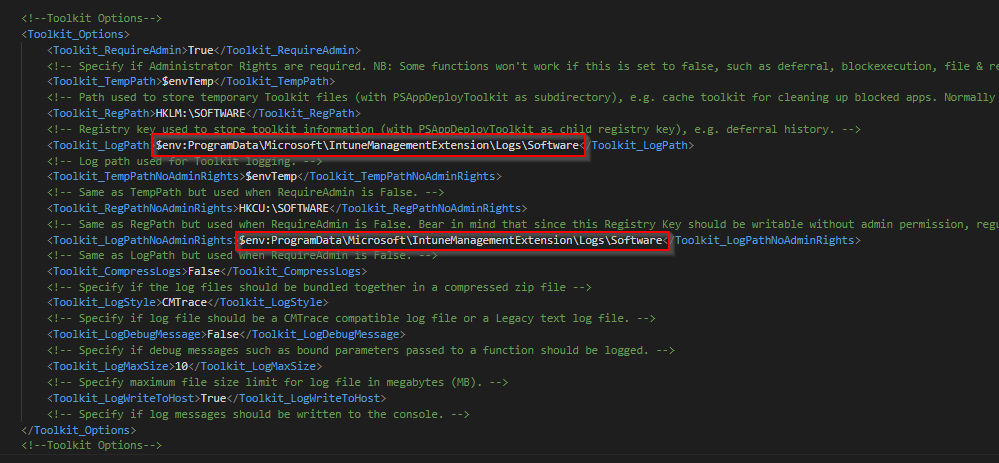 <!--Toolkit Options-->
<Toolkit_Options>
<Toolkit_RequireAdmin>True</Toolkit_RequireAdmin>
<!-- Specify if Administrator Rights are required. NB: Some functions won't work if this is set to false, such as deferral, blockexecution, file & re
<Toolkit_TempPath>$envTemp</Toolkit_TempPath>
<!-- Path used to store temporary Toolkit files (with PSAppDeployToolkit as subdirectory), e.g. cache toolkit for cleaning up blocked apps. Normally
<Toolkit_RegPath>HKLM:\SOFTWARE</Toolkit_RegPath>
<!-- Registry key used to store toolkit information (with PSAppDeployToolkit as child registry key), e.g. deferral history. -->
<Toolkit_LogPath>$env:ProgramData\Microsoft\IntuneManagementExtension\Logs\Software</Toolkit_LogPath>
<!-- Log path used for Toolkit logging. -->
<Toolkit_TempPathNoAdminRights>$envTemp</Toolkit_TempPathNoAdminRights>
<!-- Same as TempPath but used when RequireAdmin is False. -->
<Toolkit_RegPathNoAdminRights>HKCU:\SOFTWARE</Toolkit_RegPathNoAdminRights>
<!-- Same as RegPath but used when RequireAdmin is False. Bear in mind that since this Registry Key should be writable without admin permission, regu
<Toolkit_LogPathNoAdminRights>$env:ProgramData\Microsoft\IntuneManagementExtension\Logs\Software</Toolkit_LogPathNoAdminRights>
<!-- Same as LogPath but used when RequireAdmin is False. -->
<Toolkit_CompressLogs>False</Toolkit_CompressLogs>
<!-- Specify if the log files should be bundled together in a compressed zip file -->
<Toolkit_LogStyle>CMTrace</Toolkit_LogStyle>
<!-- Specify if log file should be a CMTrace compatible log file or a Legacy text log file. -->
<Toolkit_LogDebugMessage>False</Toolkit_LogDebugMessage>
<!-- Specify if debug messages such as bound parameters passed to a function should be logged. -->
<Toolkit_LogMaxSize>10</Toolkit_LogMaxSize>
<!-- Specify maximum file size limit for log file in megabytes (MB). -->
<Toolkit_LogWriteToHost>True</Toolkit_LogWriteToHost>
<!-- Specify if log messages should be written to the console. -->
</Toolkit_Options>
<!--Toolkit Options-->